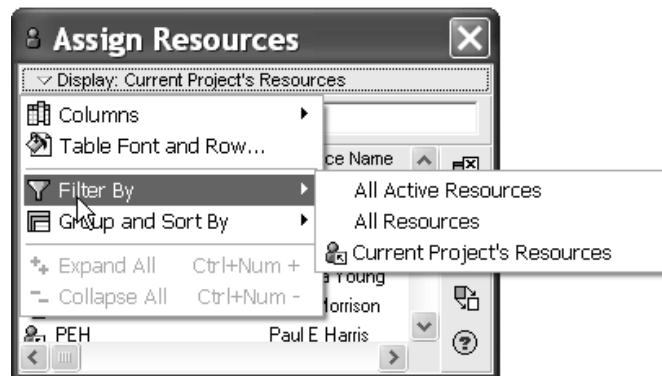 Assign Resources
Display: Current Project's Resources
Columns
Table Font and Row...
ce Name
Filter By
All Active Resources
Group and Sort By
All Resources
Current Project's Resources
Expand All Ctrl+Num +
a Young
Collapse All Ctrl+Num -
Morrison
PEH Paul E Harris